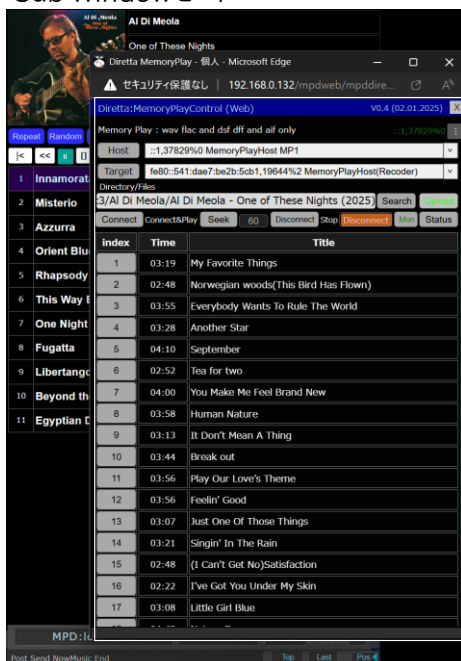 Al Di Meola
One of These Nights
Diretta MemoryPlay - 個人 - Microsoft Edge
セキュリティ保護なし | 192.168.0.132/mpdweb/mpddire...
Diretta:MemoryPlayControl (Web) V0.4 (02.01.2025) X
Memory Play : wav flac and dsf dff and aif only ::1,37829%0
Host ::1,37829%0 MemoryPlayHost MP1
Target fe80::541:dae7:be2b:5cb1,19644%2 MemoryPlayHost(Recoder)
Directory/Files
:3/Al Di Meola/Al Di Meola - One of These Nights (2025) Search Upload
Connect Connect&Play Seek 60 Disconnect Stop Disconnect Mon Status
index Time Title
1 03:19 My Favorite Things
2 02:48 Norwegian woods(This Bird Has Flown)
3 03:55 Everybody Wants To Rule The World
4 03:28 Another Star
5 04:10 September
6 02:52 Tea for two
7 04:00 You Make Me Feel Brand New
8 03:58 Human Nature
9 03:13 It Don't Mean A Thing
10 03:44 Break out
11 03:56 Play Our Love's Theme
12 03:56 Feelin' Good
13 03:07 Just One Of Those Things
14 03:21 Singin' In The Rain
15 02:48 (I Can't Get No)Satisfaction
16 02:22 I've Got You Under My Skin
17 03:08 Little Girl Blue
Repeat Random
|< << II []
1 Innamorat
2 Misterio
3 Azzurra
4 Orient Blu
5 Rhapsody
6 This Way
7 One Night
8 Fugatta
9 Libertango
10 Beyond th
11 Egyptian
MPD:lo
Post Send NowMusic End Top Last Pos